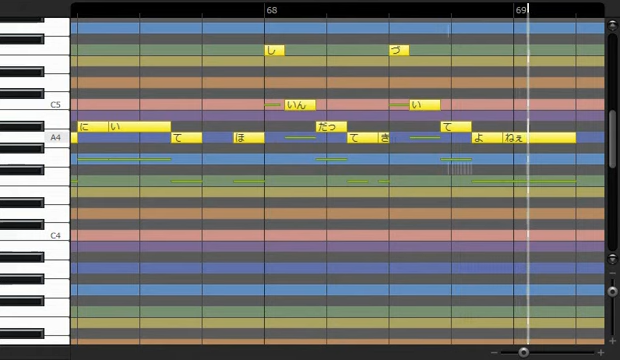 68 69
し づ
C5 いん い
に い だっ て
A4 て ほ て き よ ねぇ
C4